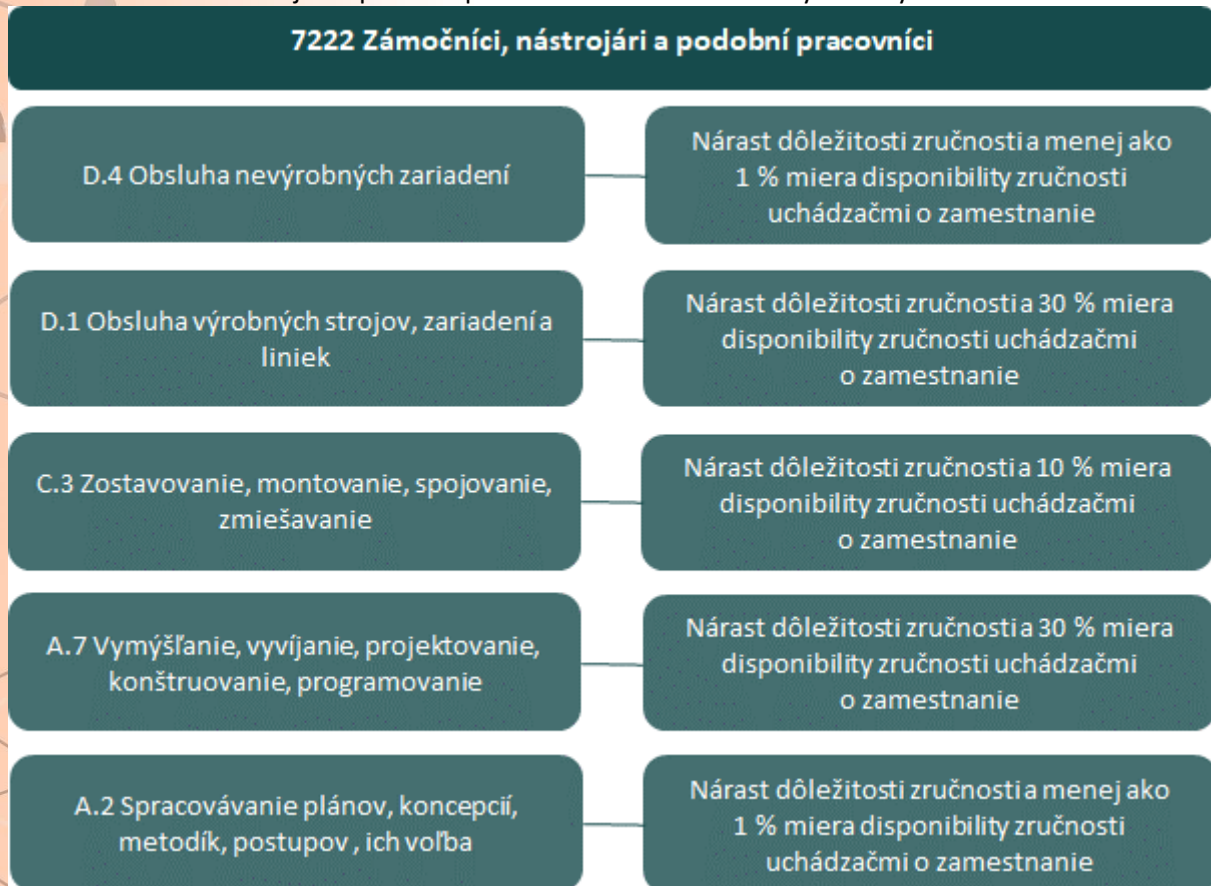 7222 Zámočníci, nástrojári a podobní pracovníci
D.4 Obsluha nevýrobných zariadení
Nárast dôležitosti zručnosti a menej ako
1 % miera disponibility zručnosti
uchádzačmi o zamestnanie
D.1 Obsluha výrobných strojov, zariadení a
liniek
Nárast dôležitosti zručnosti a 30 % miera
disponibility zručnosti uchádzačmi
o zamestnanie
C.3 Zostavovanie, montovanie, spojovanie,
zmiešavanie
Nárast dôležitosti zručnosti a 10 % miera
disponibility zručnosti uchádzačmi
o zamestnanie
A.7 Vymýšľanie, vyvíjanie, projektovanie,
konštruovanie, programovanie
Nárast dôležitosti zručnosti a 30 % miera
disponibility zručnosti uchádzačmi
o zamestnanie
A.2 Spracovávanie plánov, koncepcií,
metodík, postupov , ich voľba
Nárast dôležitosti zručnosti a menej ako
1 % miera disponibility zručnosti
uchádzačmi o zamestnanie